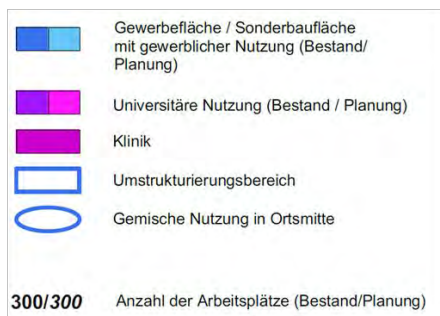 Gewerbefläche / Sonderbaufläche
mit gewerblicher Nutzung (Bestand/
Planung)
Universitäre Nutzung (Bestand / Planung)
Klinik
Umstrukturierungsbereich
Gemische Nutzung in Ortsmitte
300/300 Anzahl der Arbeitsplätze (Bestand/Planung)